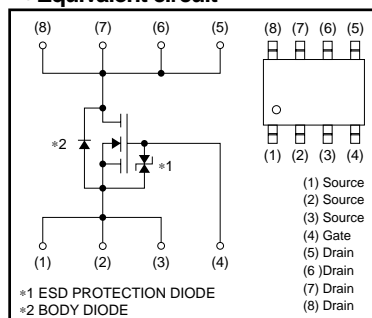 Equivalent circuit
(8) (7) (6) (5)
∗2
∗1
(1) (2) (3) (4)
∗1 ESD PROTECTION DIODE
∗2 BODY DIODE
(8) (7) (6) (5)
(1) (2) (3) (4)
(1) Source
(2) Source
(3) Source
(4) Gate
(5) Drain
(6 )Drain
(7) Drain
(8) Drain